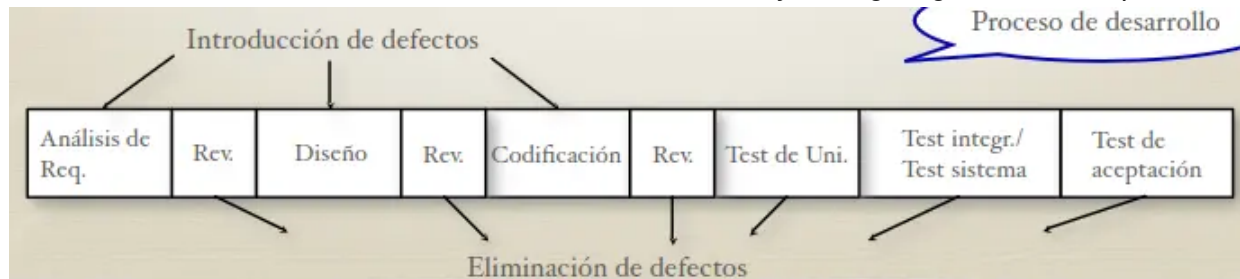 Proceso de desarrollo
Introducción de defectos
Análisis de
Req.
Rev.
Diseño
Rev.
Codificación
Rev.
Test de Uni.
Test integr./
Test sistema
Test de
aceptación
Eliminación de defectos